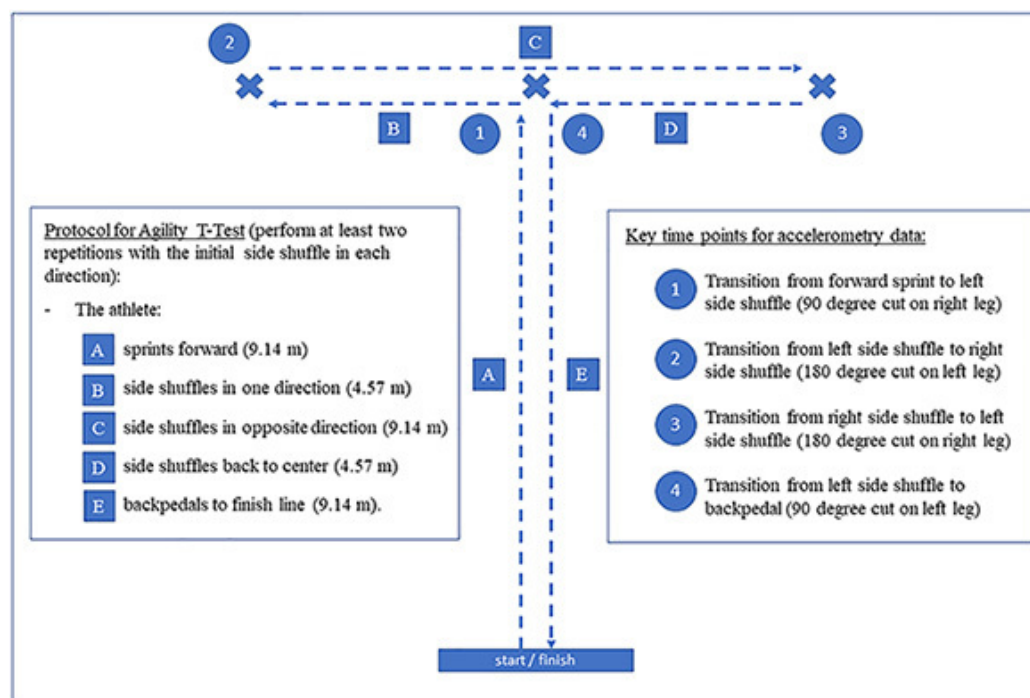 2
C
B
1
4
D
3
Protocol for Agility T-Test (perform at least two
repetitions with the initial side shuffle in each
direction):
- The athlete:
A sprints forward (9.14 m)
B side shuffles in one direction (4.57 m)
C side shuffles in opposite direction (9.14 m)
D side shuffles back to center (4.57 m)
E backpedals to finish line (9.14 m).
A
E
Key time points for accelerometry data:
1 Transition from forward sprint to left
side shuffle (90 degree cut on right leg)
2 Transition from left side shuffle to right
side shuffle (180 degree cut on left leg)
3 Transition from right side shuffle to left
side shuffle (180 degree cut on right leg)
4 Transition from left side shuffle to
backpedal (90 degree cut on left leg)
start / finish